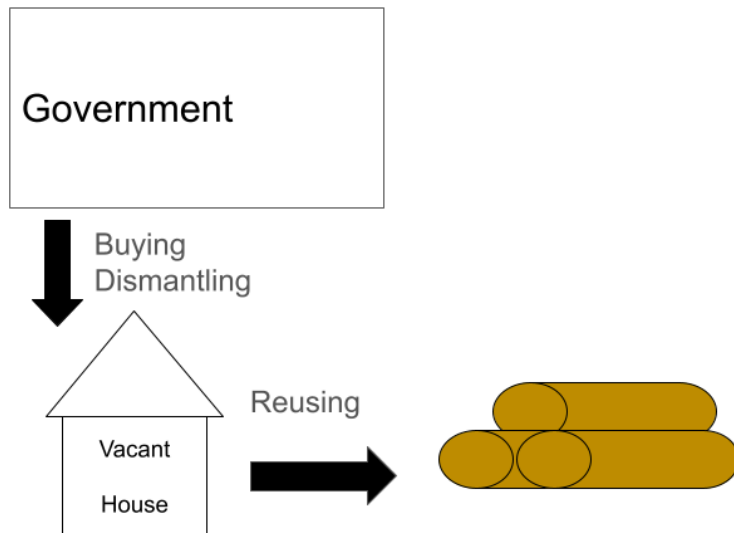 Government
Buying
Dismantling
Reusing
Vacant
House